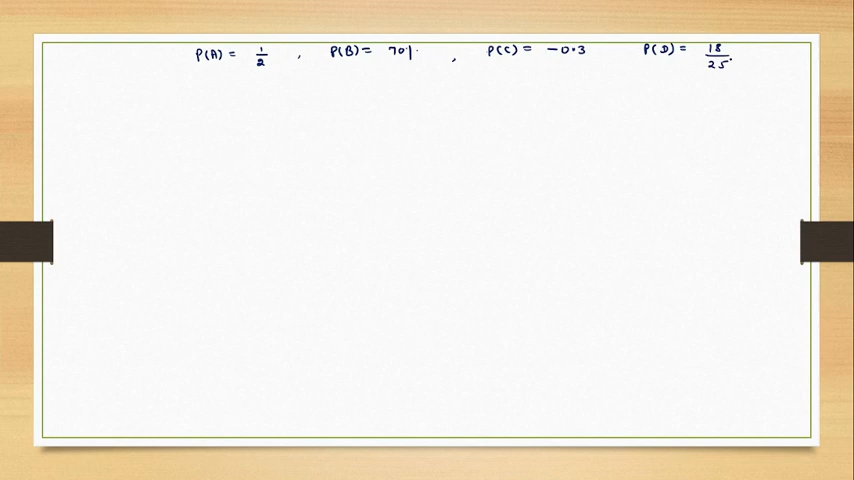 P(A) = 1/2 , P(B) = 70% , P(C) = -0.3 P(D) = 18/25.